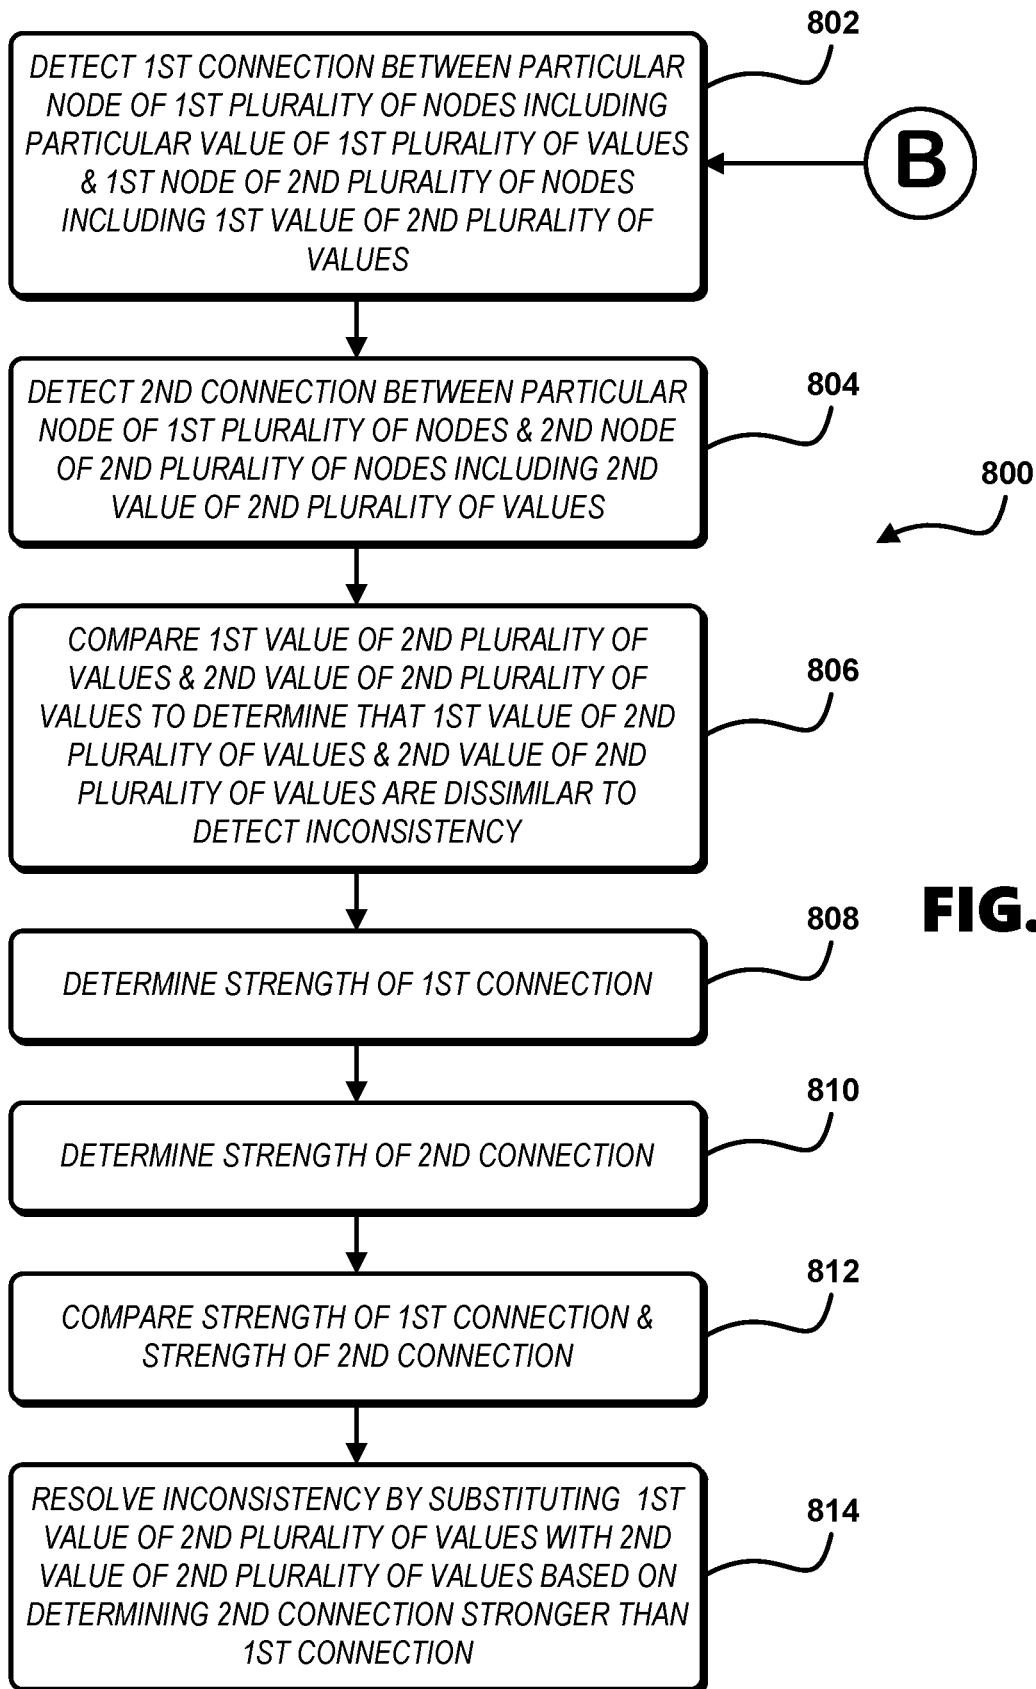 802
DETECT 1ST CONNECTION BETWEEN PARTICULAR
NODE OF 1ST PLURALITY OF NODES INCLUDING
PARTICULAR VALUE OF 1ST PLURALITY OF VALUES
& 1ST NODE OF 2ND PLURALITY OF NODES
INCLUDING 1ST VALUE OF 2ND PLURALITY OF
VALUES
B
804
DETECT 2ND CONNECTION BETWEEN PARTICULAR
NODE OF 1ST PLURALITY OF NODES & 2ND NODE
OF 2ND PLURALITY OF NODES INCLUDING 2ND
VALUE OF 2ND PLURALITY OF VALUES
800
806
COMPARE 1ST VALUE OF 2ND PLURALITY OF
VALUES & 2ND VALUE OF 2ND PLURALITY OF
VALUES TO DETERMINE THAT 1ST VALUE OF 2ND
PLURALITY OF VALUES & 2ND VALUE OF 2ND
PLURALITY OF VALUES ARE DISSIMILAR TO
DETECT INCONSISTENCY
FIG.
808
DETERMINE STRENGTH OF 1ST CONNECTION
810
DETERMINE STRENGTH OF 2ND CONNECTION
812
COMPARE STRENGTH OF 1ST CONNECTION &
STRENGTH OF 2ND CONNECTION
814
RESOLVE INCONSISTENCY BY SUBSTITUTING 1ST
VALUE OF 2ND PLURALITY OF VALUES WITH 2ND
VALUE OF 2ND PLURALITY OF VALUES BASED ON
DETERMINING 2ND CONNECTION STRONGER THAN
1ST CONNECTION